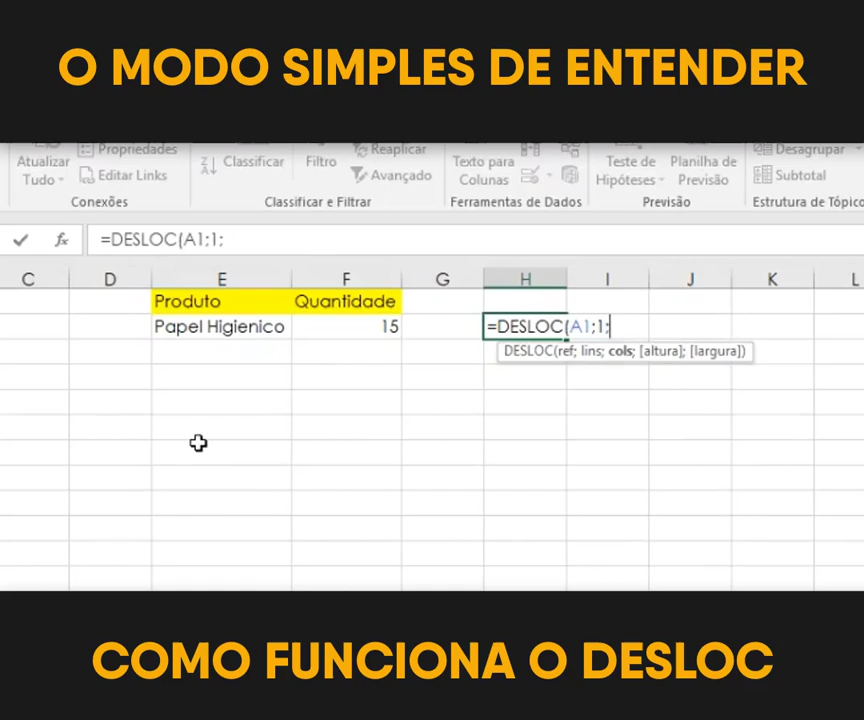 O MODO SIMPLES DE ENTENDER
Propriedades
Reaplicar
Desagrupar
Atualizar
Tudo
Editar Links
Classificar
Filtro
Avançado
Texto para
Colunas
Teste de
Hipóteses
Planilha de
Previsão
Subtotal
Conexões
Classificar e Filtrar
Ferramentas de Dados
Previsão
Estrutura de Tópico
fx
=DESLOC(A1;1;
C D E F G H I J K L
Produto Quantidade
Papel Higienico 15 =DESLOC(A1;1;
DESLOC(ref; lins; cols; [altura]; [largura])
COMO FUNCIONA O DESLOC